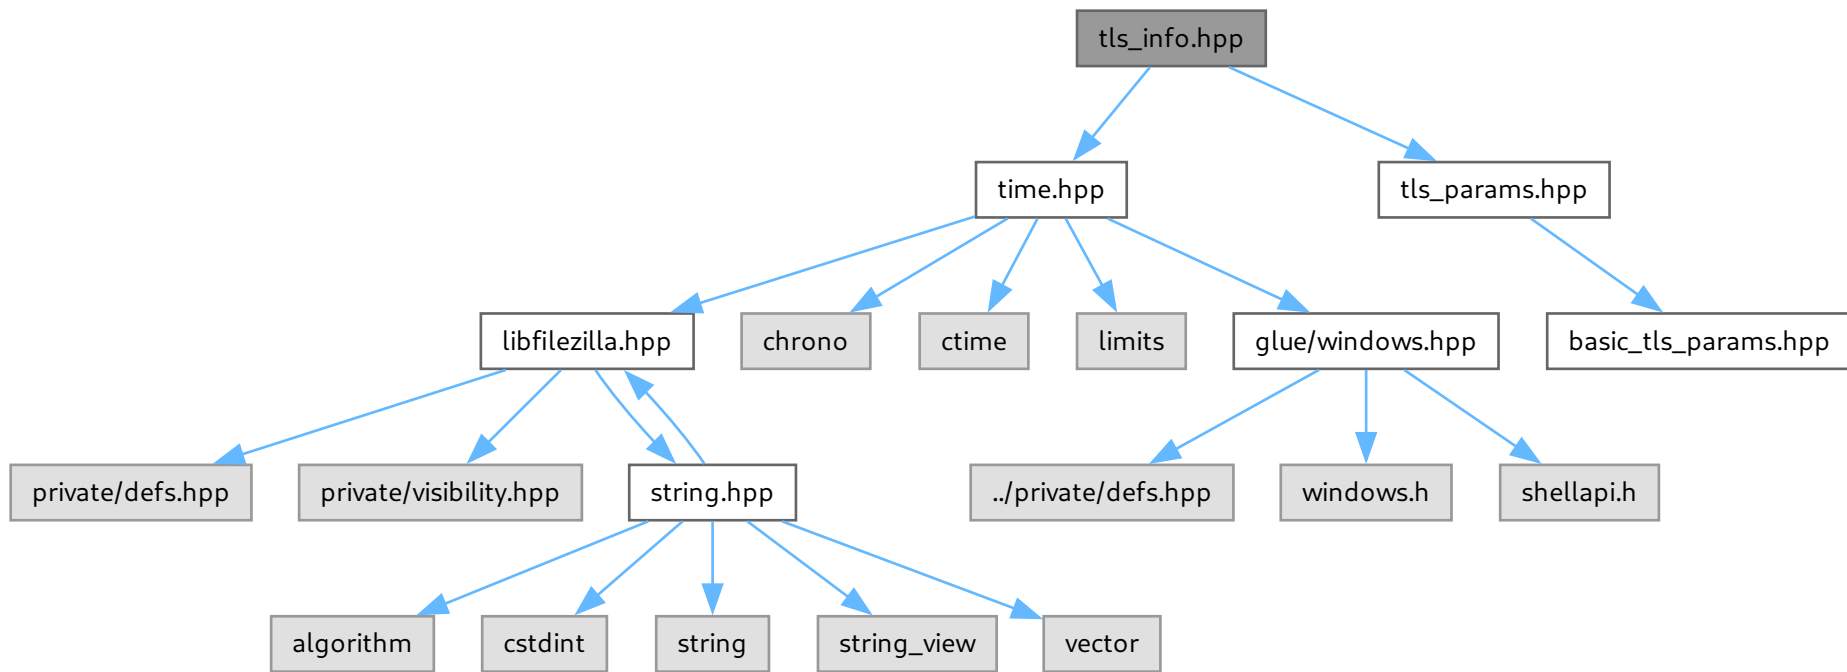 tls_info.hpp
time.hpp
tls_params.hpp
libfilezilla.hpp
chrono
ctime
limits
glue/windows.hpp
basic_tls_params.hpp
private/defs.hpp
private/visibility.hpp
string.hpp
../private/defs.hpp
windows.h
shellapi.h
algorithm
cstdint
string
string_view
vector